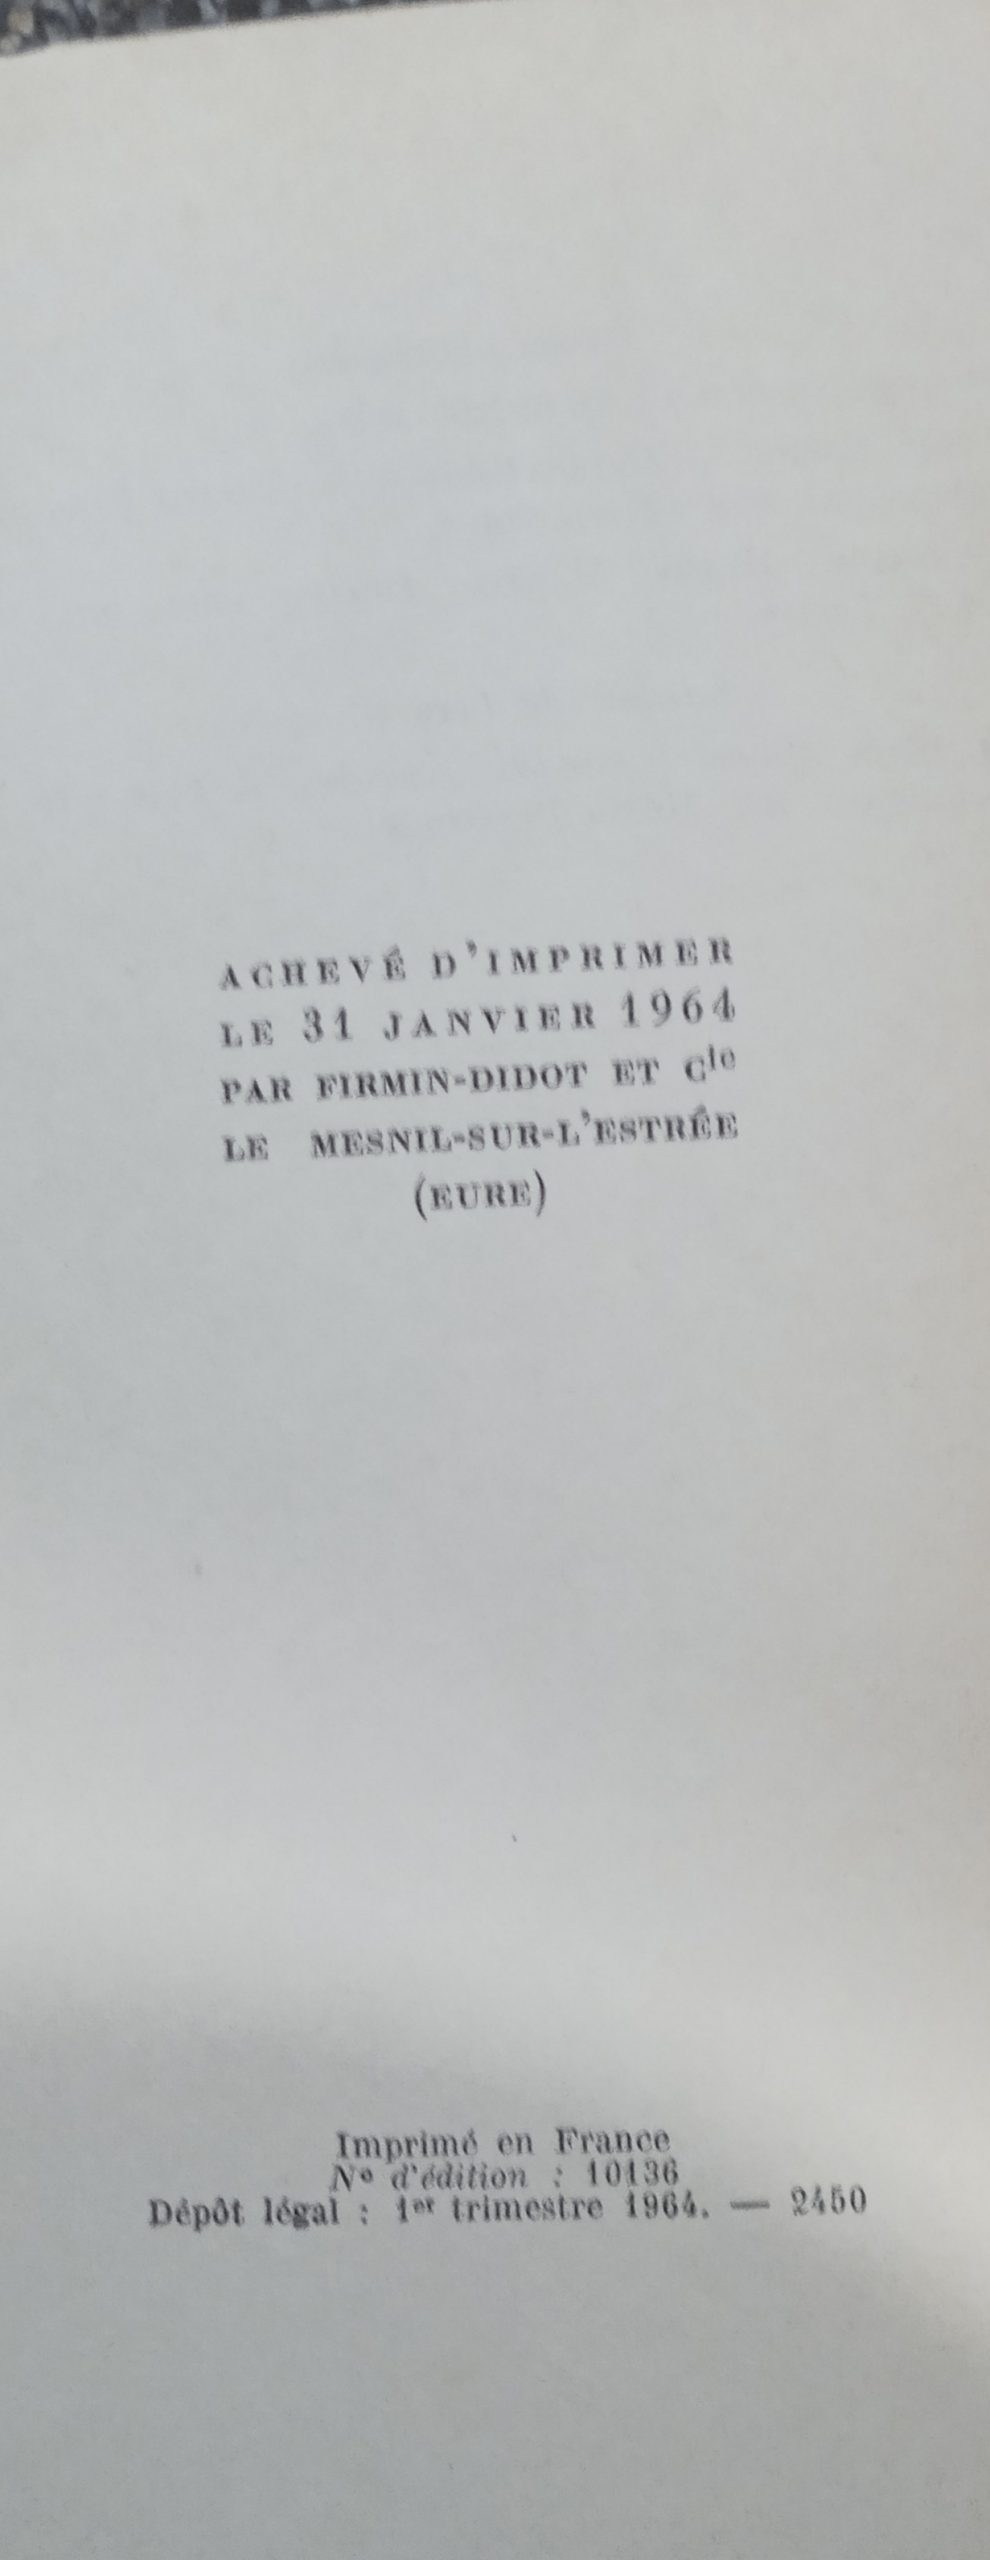 ACHEVÉ D'IMPRIMER
LE 31 JANVIER 1964
PAR FIRMIN-DIDOT ET Cie
LE MESNIL-SUR-L'ESTRÉE
(EURE)
Imprimé en France
No d'édition : 10136
Dépôt légal : 1er trimestre 1964. — 2450